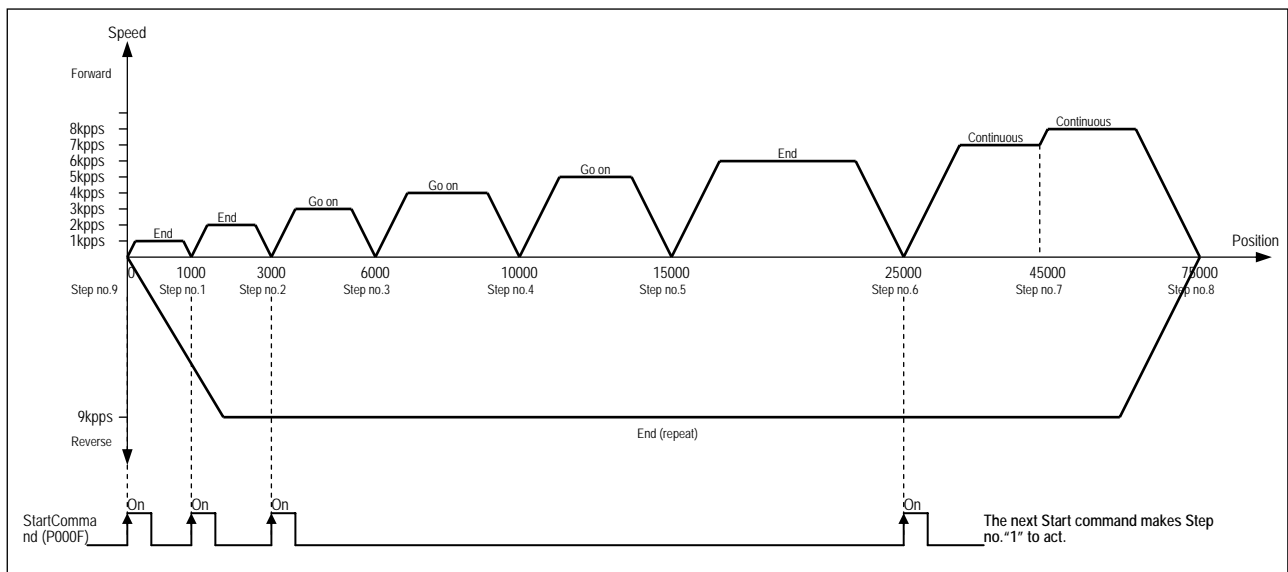 Speed
Forward
8kpps
7kpps
6kpps
5kpps
4kpps
3kpps
2kpps
1kpps
End
End
Go on
Go on
Go on
End
Continuous
Continuous
Position
0
1000
3000
6000
10000
15000
25000
45000
75000
Step no.9
Step no.1
Step no.2
Step no.3
Step no.4
Step no.5
Step no.6
Step no.7
Step no.8
9kpps
Reverse
End (repeat)
On
On
On
On
StartComma
nd (P000F)
The next Start command makes Step
no.“1” to act.